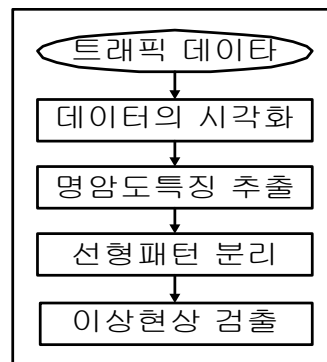 트래픽 데이타
데이터의 시각화
명암도특징 추출
선형패턴 분리
이상현상 검출